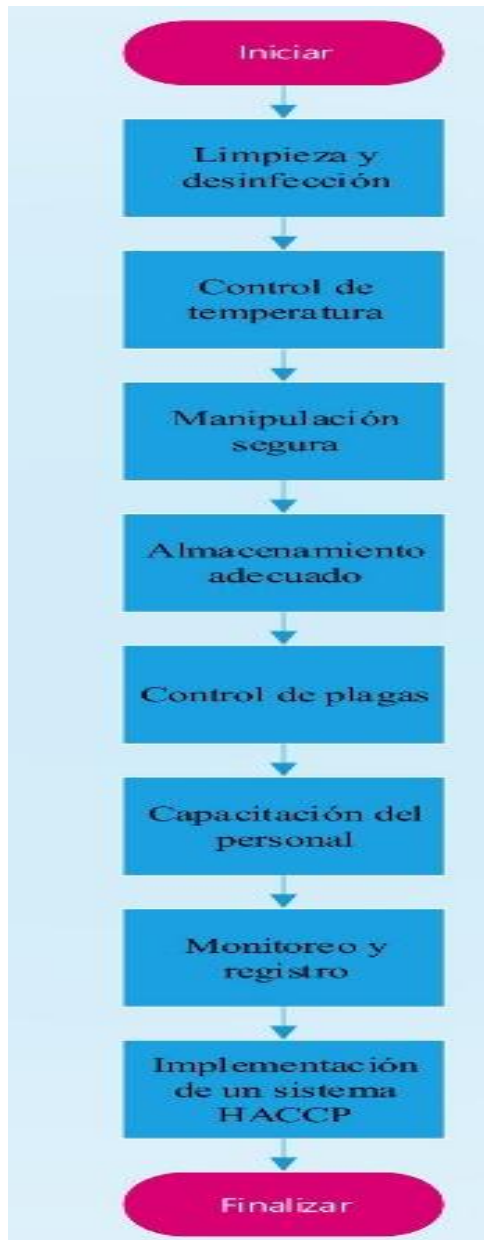 Iniciar
Limpieza y
desinfección
Control de
temperatura
Manipulación
segura
Almacenamiento
adecuado
Control de plagas
Capacitación del
personal
Monitoreo y
registro
Implementación
de un sistema
HACCP
Finalizar